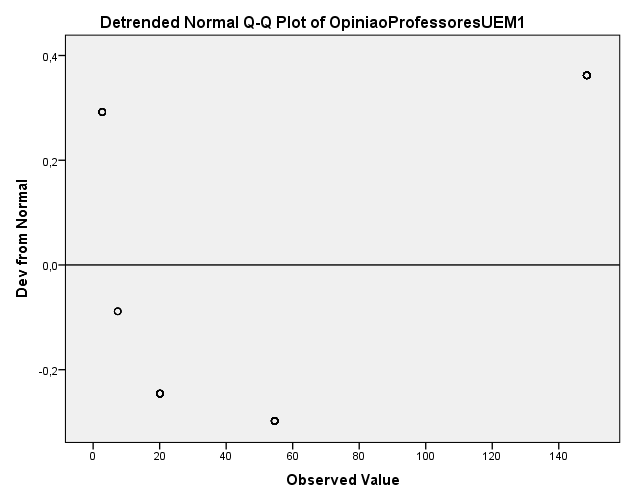 Detrended Normal Q-Q Plot of OpiniaoProfessoresUEM1
0,4
0,2
0,0
-0,2
Dev from Normal
0 20 40 60 80 100 120 140
Observed Value